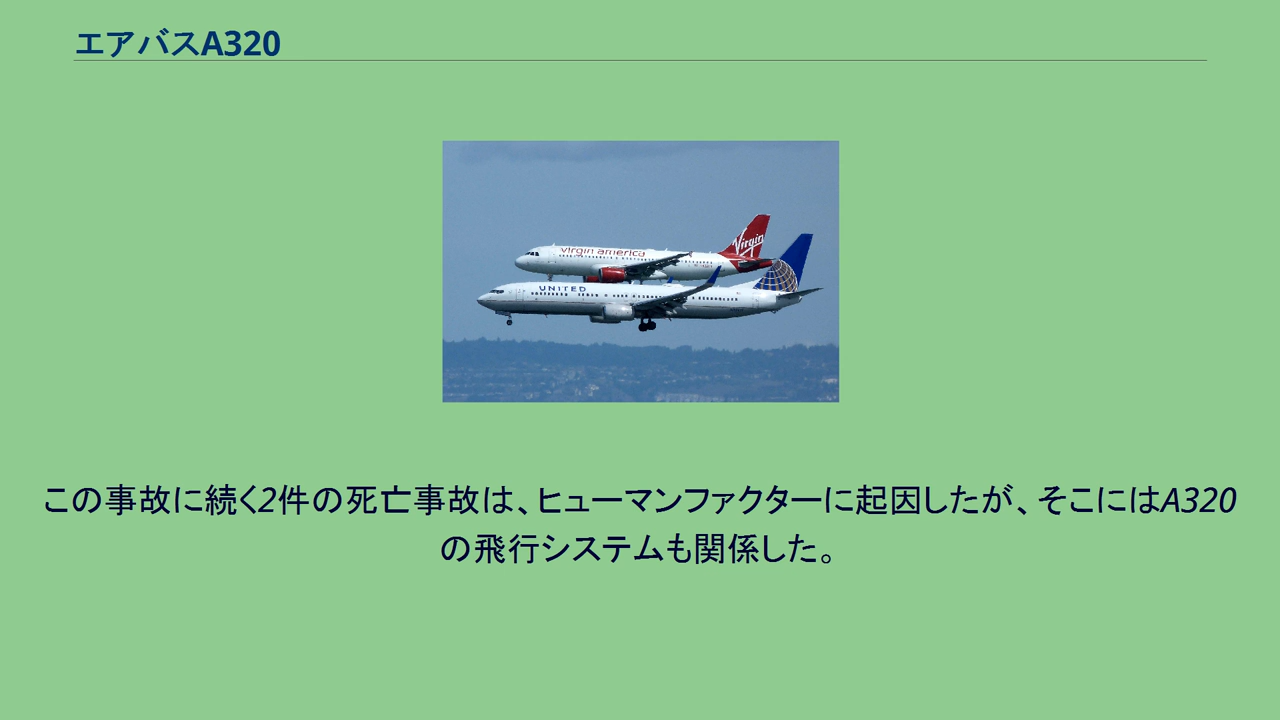 エアバスA320
virgin america
Virgin
UNITED
この事故に続く2件の死亡事故は、ヒューマンファクターに起因したが、そこにはA320
の飛行システムも関係した。